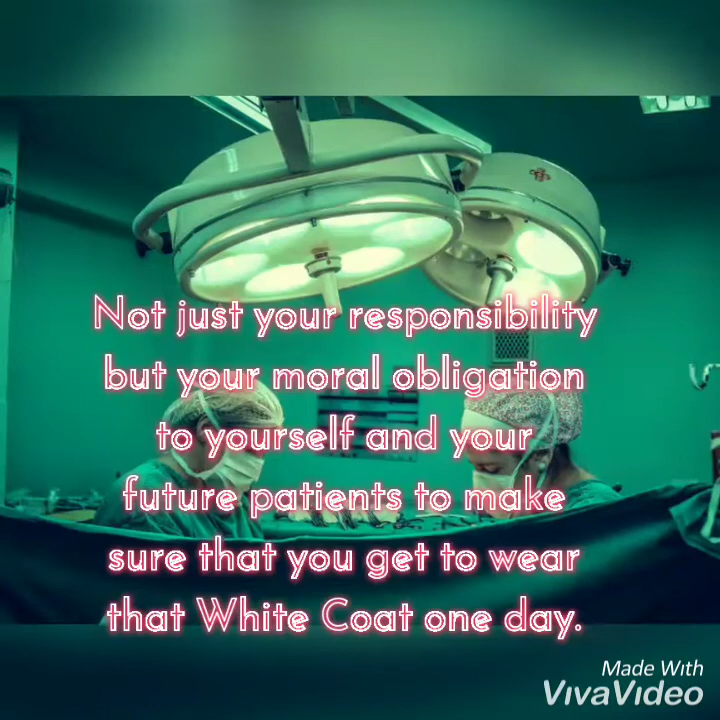 Not just your responsibility
but your moral obligation
to yourself and your
future patients to make
sure that you get to wear
that White Coat one day.
Made With
VivaVideo